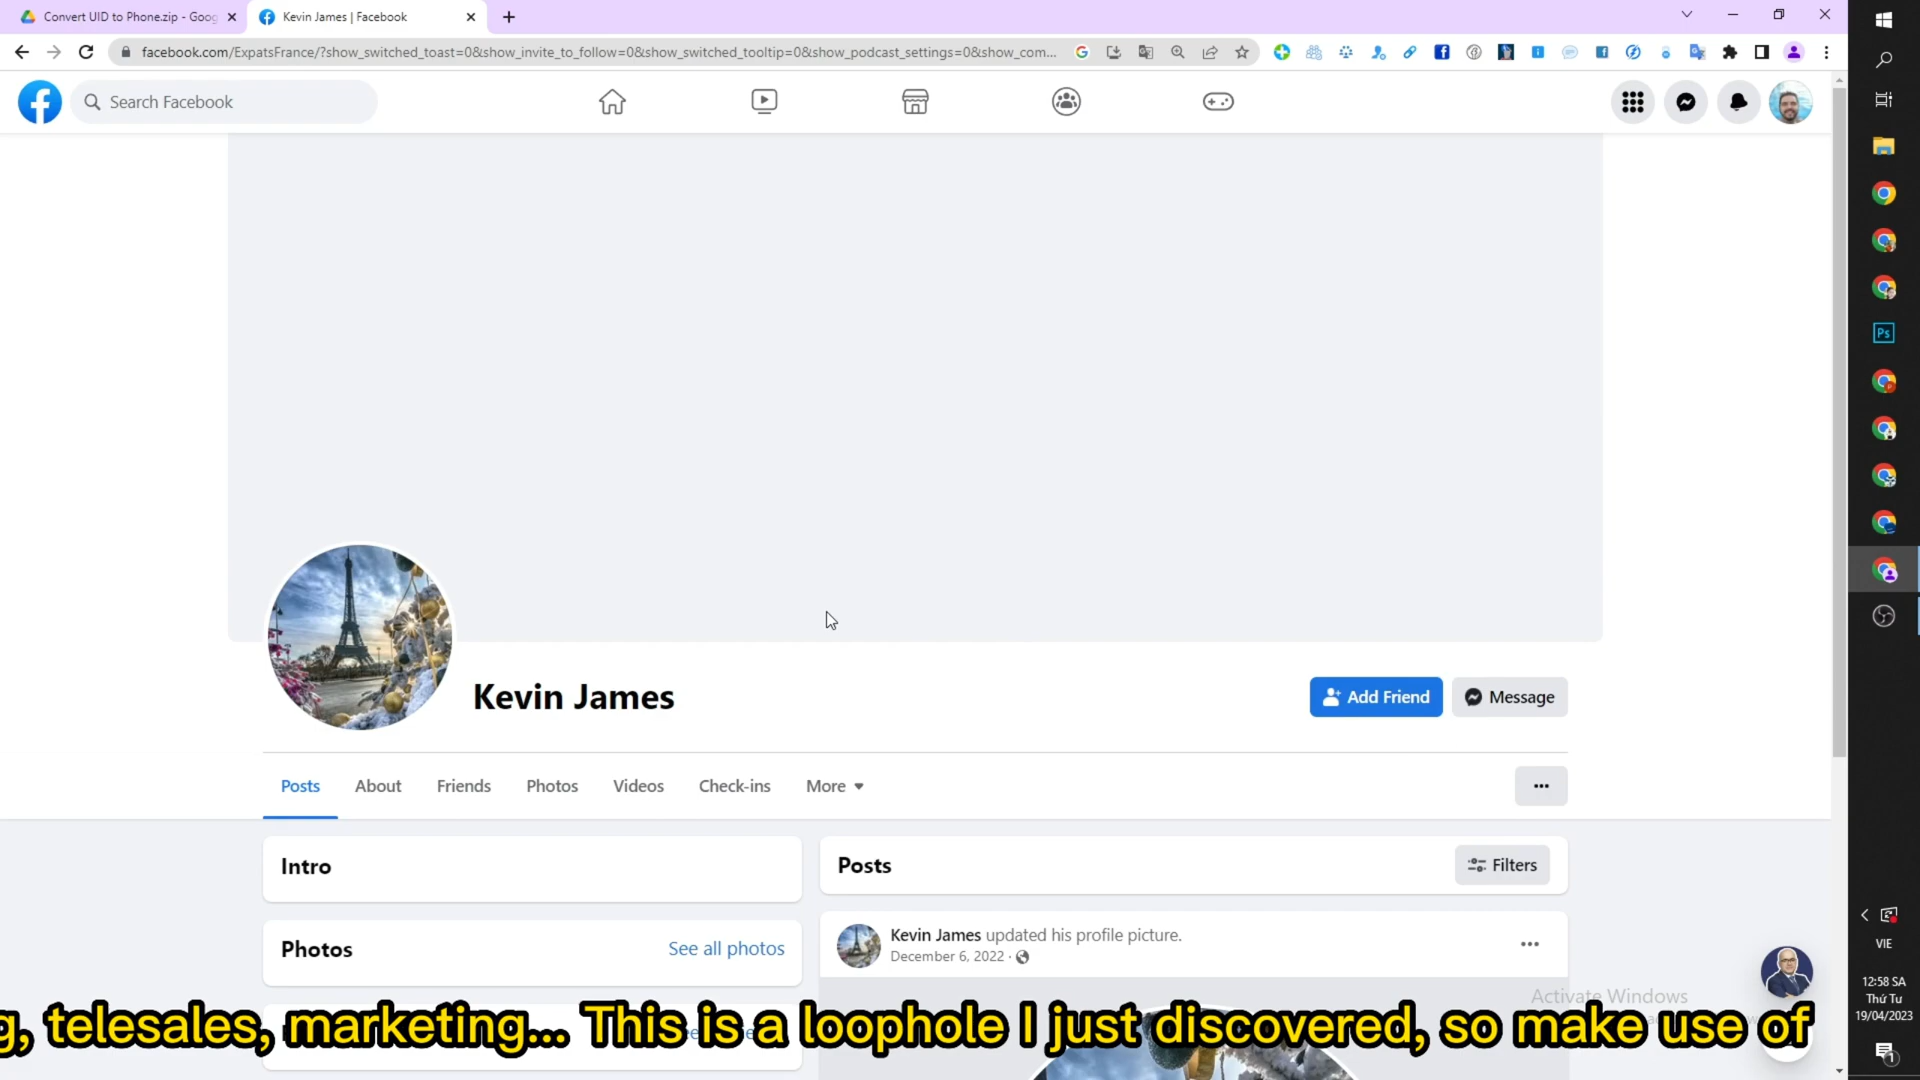 Convert UID to Phone.zip - Goog
Kevin James | Facebook
facebook.com/ExpatsFrance/?show_switched_toast=0&show_invite_to_follow=0&show_switched_tooltip=0&show_podcast_settings=0&show_com...
Search Facebook
Kevin James
Add Friend
Message
Posts
About
Friends
Photos
Videos
Check-ins
More
Intro
Posts
Filters
Photos
See all photos
Kevin James updated his profile picture.
December 6, 2022 ·
Activate Windows
g, telesales, marketing... This is a loophole I just discovered, so make use of
Ps
VIE
12:58 SA
Thứ Tư
19/04/2023
1